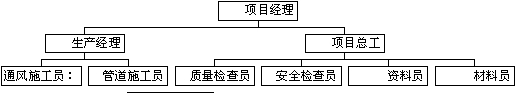 项目经理
生产经理
项目总工
通风施工员：
管道施工员
质量检查员
安全检查员
资料员
材料员